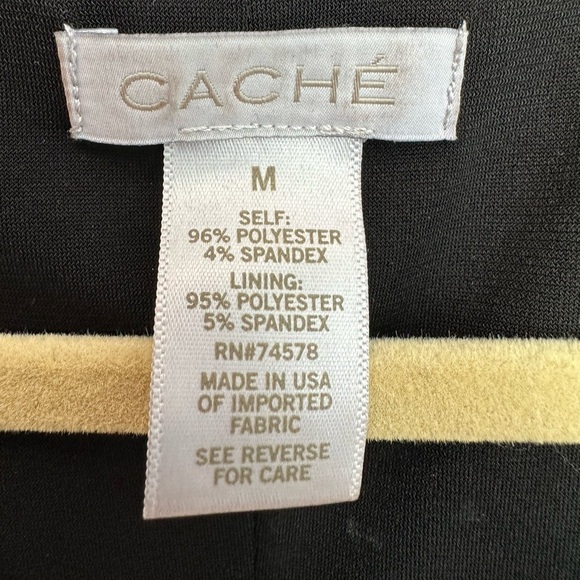 CACHÉ
M
SELF:
96% POLYESTER
4% SPANDEX
LINING:
95% POLYESTER
5% SPANDEX
RN#74578
MADE IN USA
OF IMPORTED
FABRIC
SEE REVERSE
FOR CARE